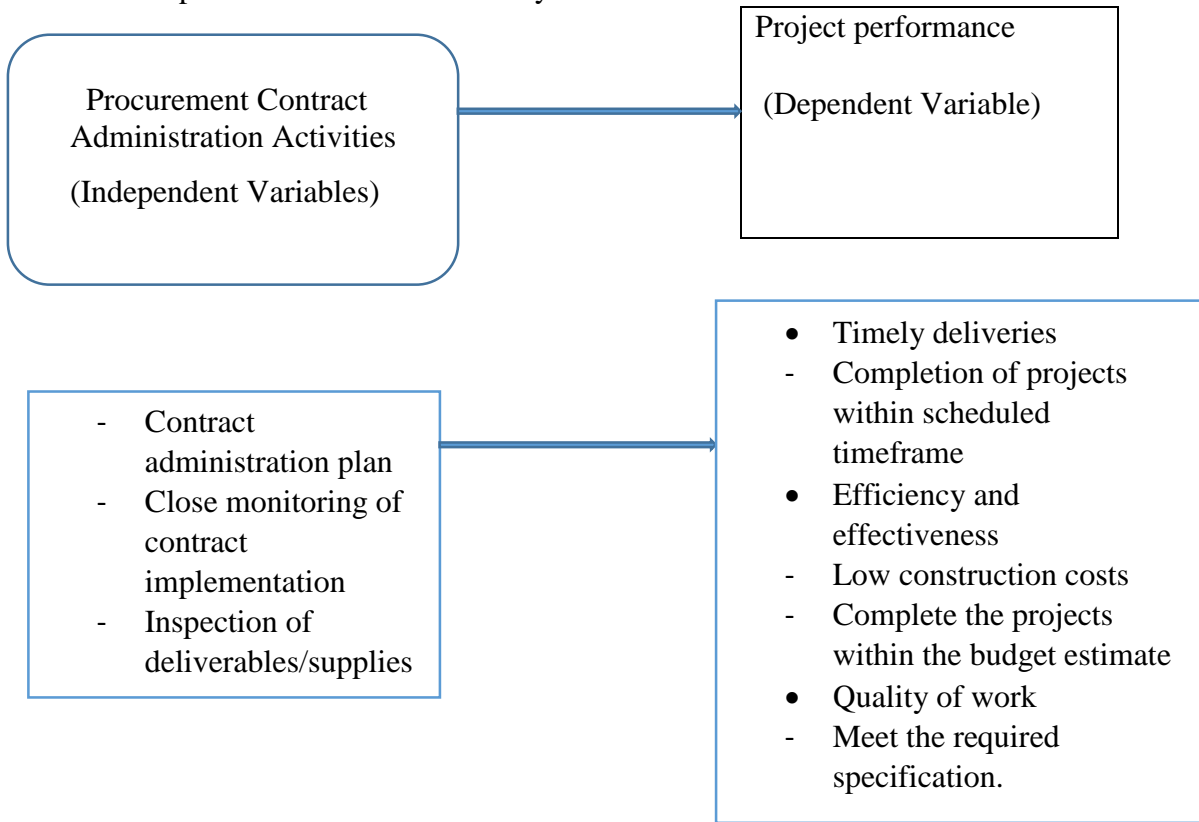 Procurement Contract
Administration Activities
(Independent Variables)
Project performance
(Dependent Variable)
- Contract
administration plan
- Close monitoring of
contract
implementation
- Inspection of
deliverables/supplies
• Timely deliveries
- Completion of projects
within scheduled
timeframe
• Efficiency and
effectiveness
- Low construction costs
- Complete the projects
within the budget estimate
• Quality of work
- Meet the required
specification.